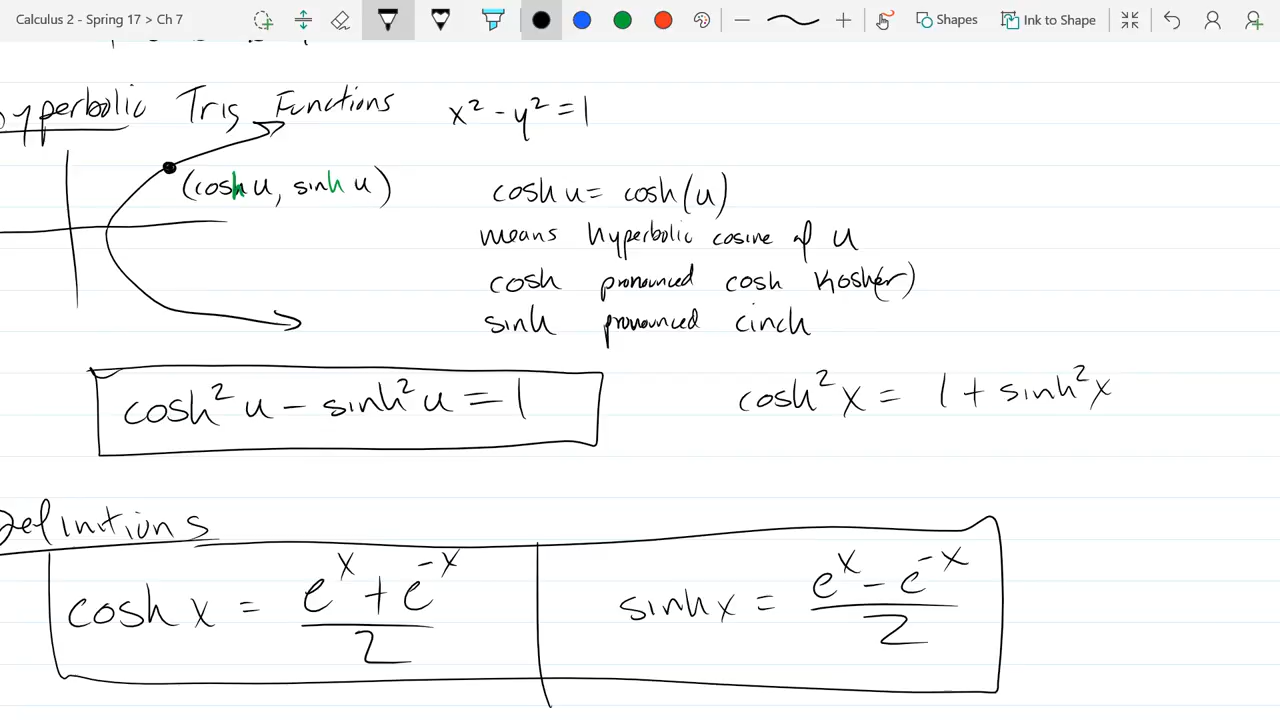 Calculus 2 - Spring 17 > Ch 7
Shapes
Ink to Shape
yperbolic Trig Functions
x² - y² = 1
(cosh u, sinh u)
cosh u = cosh(u)
means hyperbolic cosine of u
cosh pronounced cosh Kosher)
sinh pronounced cinch
cosh² u - sinh² u = 1
cosh² x = 1 + sinh² x
Definitions
cosh x = (e^x + e^-x)/2
sinh x = (e^x - e^-x)/2